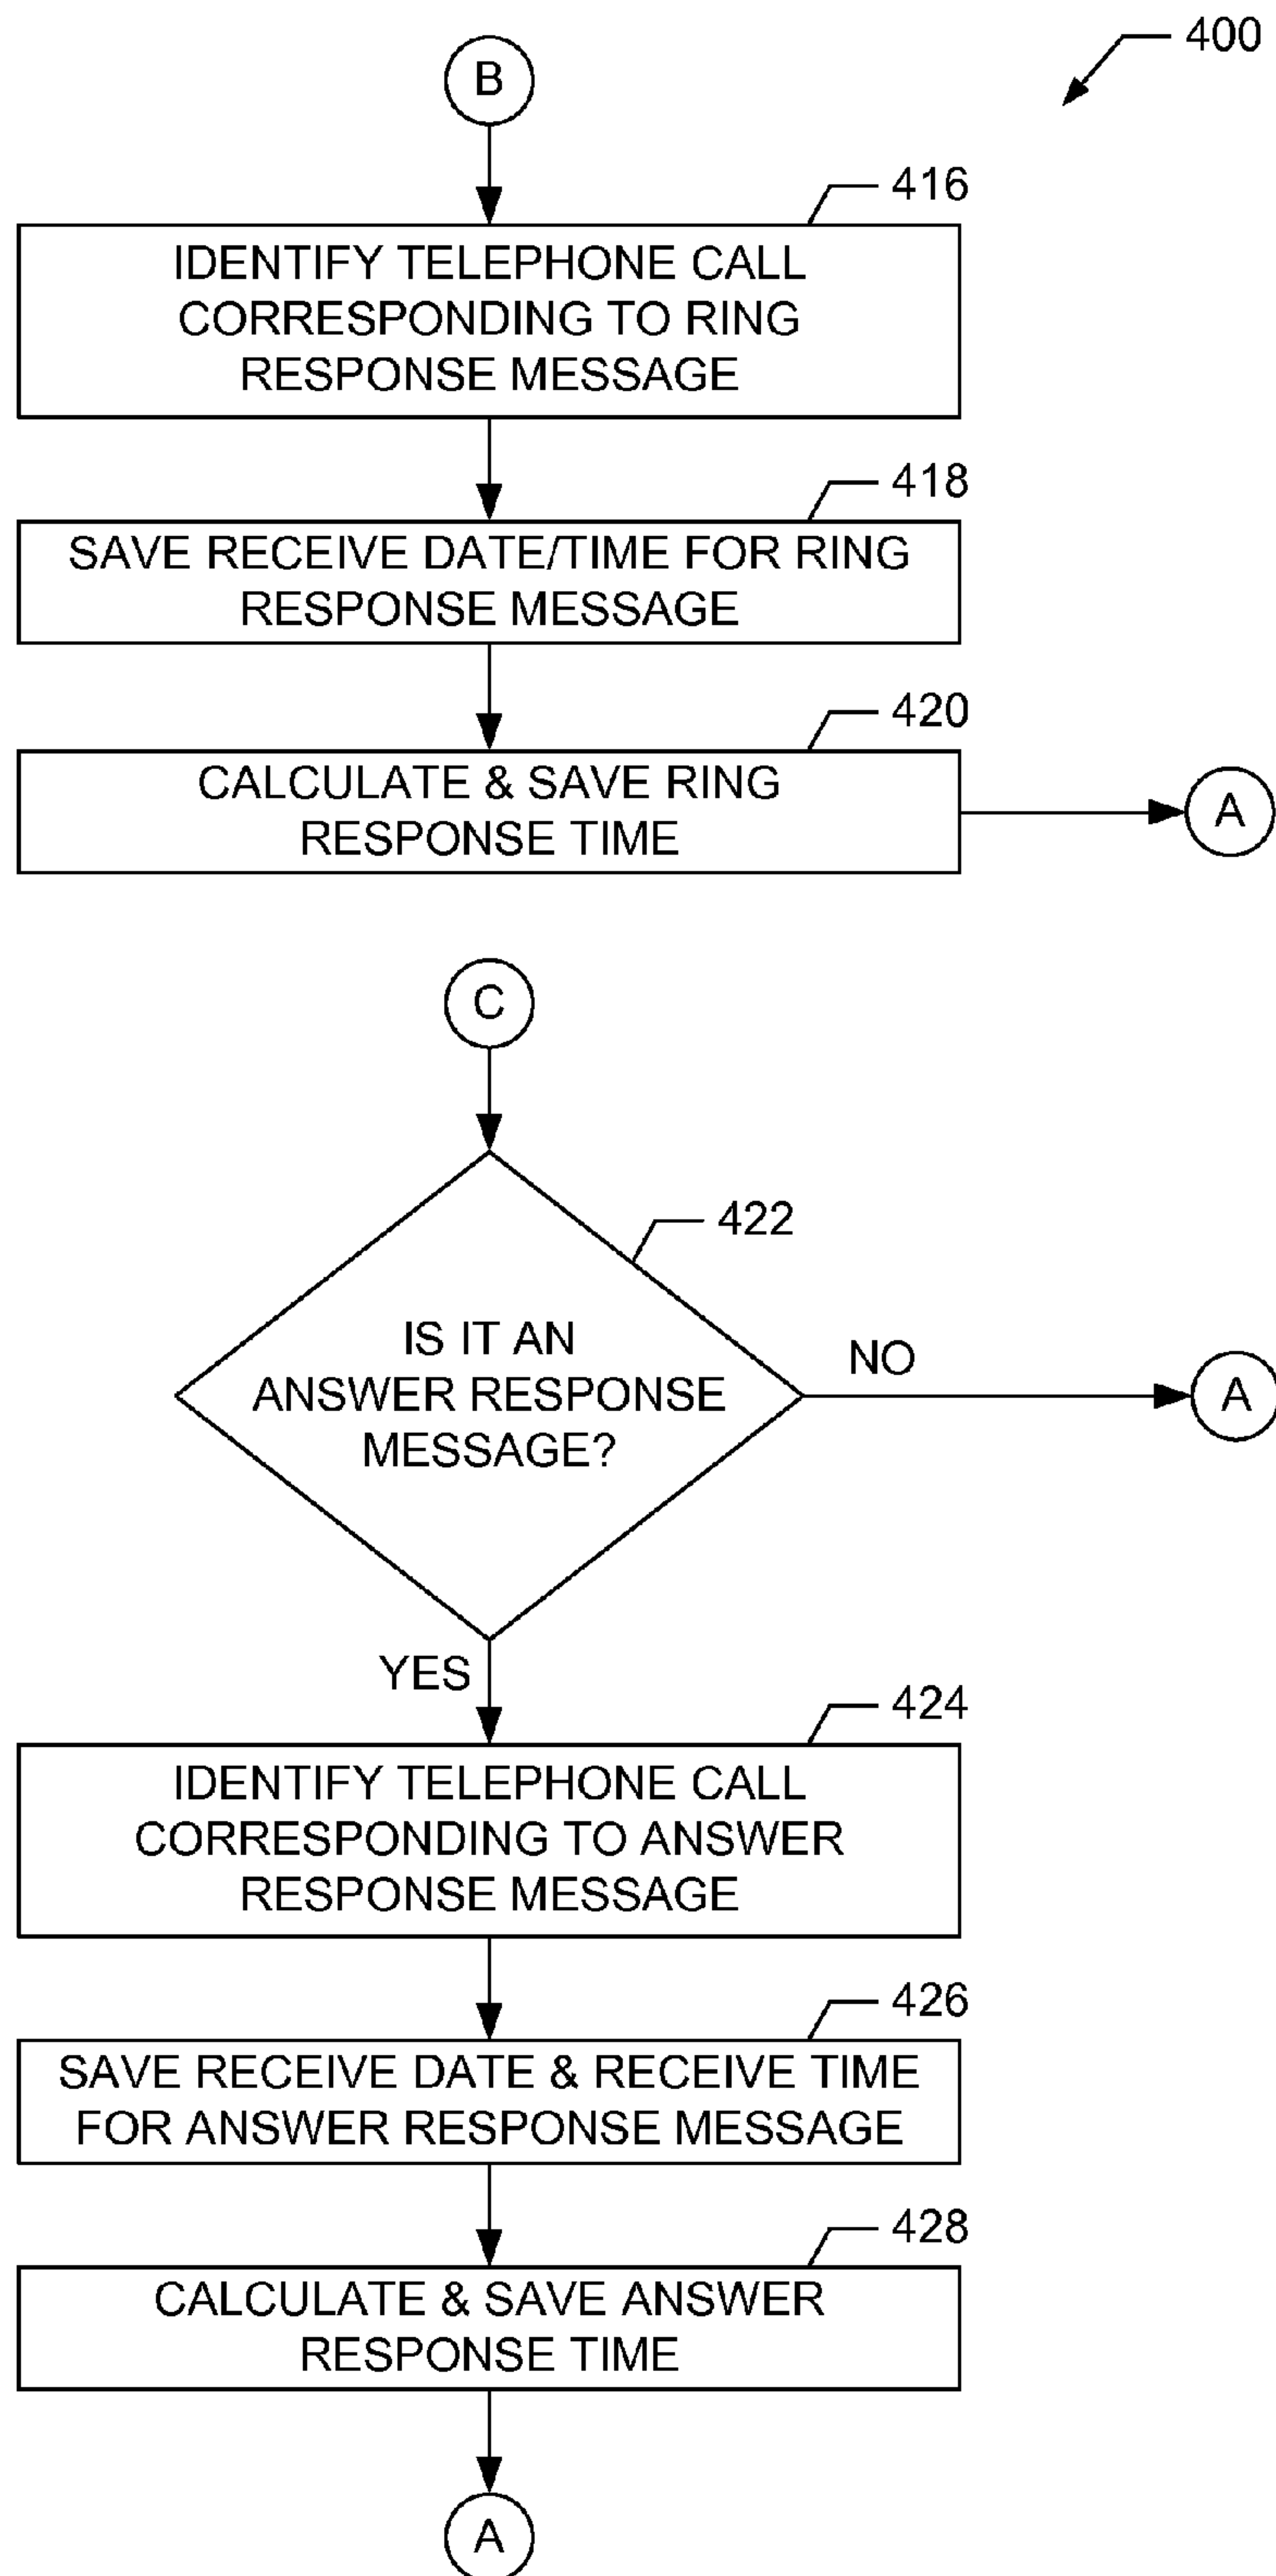 400
B
416
IDENTIFY TELEPHONE CALL
CORRESPONDING TO RING
RESPONSE MESSAGE
418
SAVE RECEIVE DATE/TIME FOR RING
RESPONSE MESSAGE
420
CALCULATE & SAVE RING
RESPONSE TIME
A
C
422
IS IT AN
ANSWER RESPONSE
MESSAGE?
NO
A
YES
424
IDENTIFY TELEPHONE CALL
CORRESPONDING TO ANSWER
RESPONSE MESSAGE
426
SAVE RECEIVE DATE & RECEIVE TIME
FOR ANSWER RESPONSE MESSAGE
428
CALCULATE & SAVE ANSWER
RESPONSE TIME
A